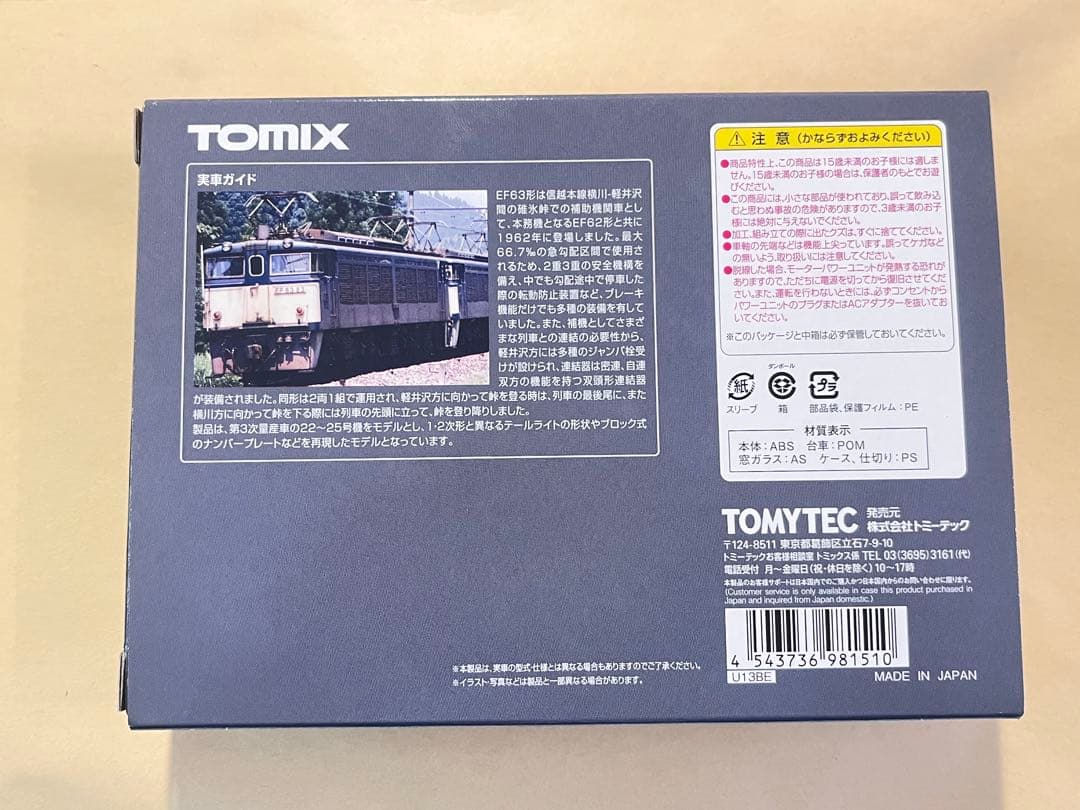 TOMIX
実車ガイド
EF63形は信越本線横川-軽井沢
間の碓氷峠での補助機関車とし
て、本務機となるEF62形と共に
1962年に登場しました。最大
66.7‰の急勾配区間で使用さ
れるため、2重3重の安全機構を
備え、中でも勾配途中で停車した
際の転動防止装置など、ブレーキ
機能だけでも多種の装備を有して
いました。また、補機としてさまざ
まな列車との連結の必要性から、
軽井沢方には多種のジャンパ栓受
けが設けられ、連結器は密連、自連
双方の機能を持つ双頭形連結器
が装備されました。同形は2両1組で運用され、軽井沢方に向かって峠を登る時は、列車の最後尾に、また
横川方に向かって峠を下る際には列車の先頭に立って、峠を登り降りしました。
製品は、第3次量産車の22～25号機をモデルとし、1・2次形と異なるテールライトの形状やブロック式
のナンバープレートなどを再現したモデルとなっています。
※本製品は、実車の型式・仕様とは異なる場合もありますのでご了承ください。
※イラスト・写真などは製品と一部異なる場合があります。
注意(かならずおよみください)
●商品特性上、この商品は15歳未満のお子様には適しま
せん。15歳未満のお子様の場合は、保護者のもとでお遊
びください。
●この商品には、小さな部品が使われており、誤って飲み込
むと思わぬ事故の危険がありますので、3歳未満のお子
様には絶対に与えないでください。
●加工、組み立ての際に出たクズは、すぐに捨ててください。
●車軸の先端などは機能上尖っています。誤ってケガなど
の無いよう、取り扱いには注意してください。
●脱線した場合、モーターパワーユニットが発熱する恐れが
ありますので、ただちに電源を切ってから復旧させてくだ
さい。また、運転を行わないときには、必ずコンセントから
パワーユニットのプラグまたはACアダプターを抜いてお
いてください。
※このパッケージと中箱は必ず保管しておいてください。
紙
ダンボール
プラ
スリーブ 箱 部品袋、保護フィルム:PE
材質表示
本体:ABS 台車:POM
窓ガラス:AS ケース、仕切り:PS
TOMYTEC 発売元
株式会社トミーテック
〒124-8511 東京都葛飾区立石7-9-10
トミーテックお客様相談室 トミックス係 TEL 03(3695)3161(代)
電話受付 月～金曜日(祝・休日を除く)10～17時
本製品のお客様サポートは日本国内でのご購入かつ日本国内からのお問い合わせに限ります。
(Customer service is only available in case this product purchased in
Japan and inquired from Japan domestic.)
4 543736 981510
U13BE
MADE IN JAPAN